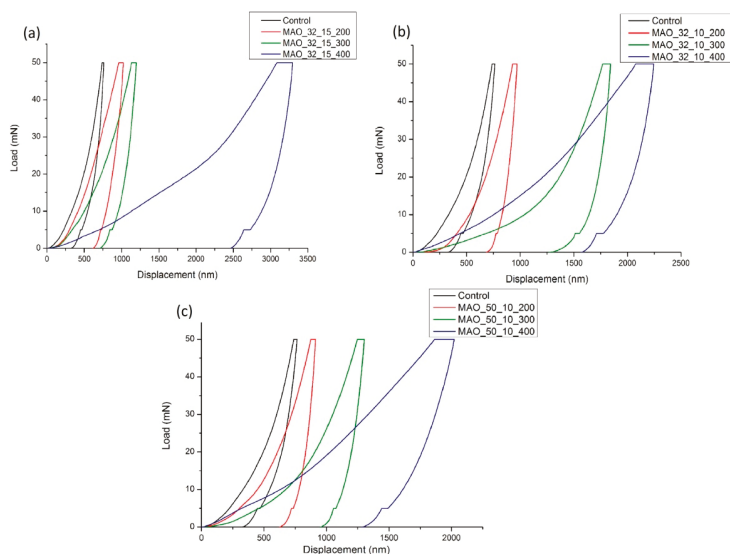 (a)
Control
MAO_32_15_200
MAO_32_15_300
MAO_32_15_400
Load (mN)
50
40
30
20
10
0
0 500 1000 1500 2000 2500 3000 3500
Displacement (nm)
(b)
Control
MAO_32_10_200
MAO_32_10_300
MAO_32_10_400
Load (mN)
50
40
30
20
10
0
0 500 1000 1500 2000 2500
Displacement (nm)
(c)
Control
MAO_50_10_200
MAO_50_10_300
MAO_50_10_400
Load (mN)
50
40
30
20
10
0
0 500 1000 1500 2000
Displacement (nm)